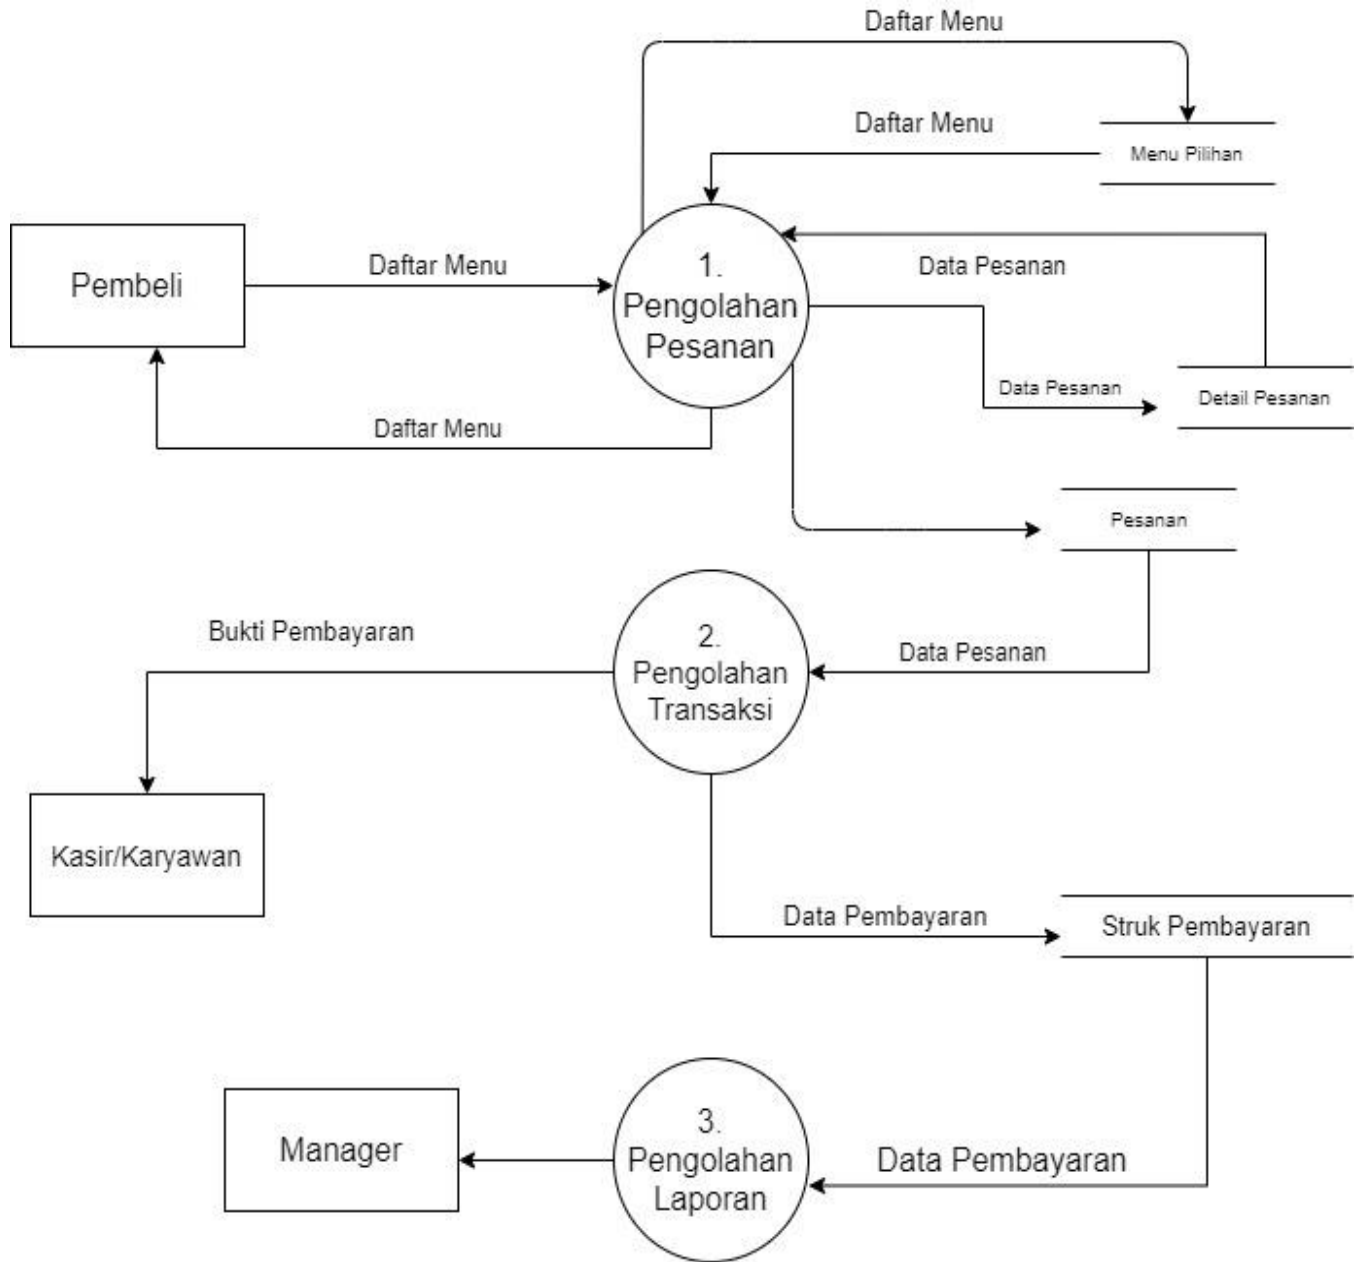 Daftar Menu
Daftar Menu
Menu Pilihan
Pembeli
Daftar Menu
1.
Pengolahan
Pesanan
Data Pesanan
Data Pesanan
Detail Pesanan
Daftar Menu
Pesanan
Bukti Pembayaran
2.
Pengolahan
Transaksi
Data Pesanan
Kasir/Karyawan
Data Pembayaran
Struk Pembayaran
Manager
3.
Pengolahan
Laporan
Data Pembayaran